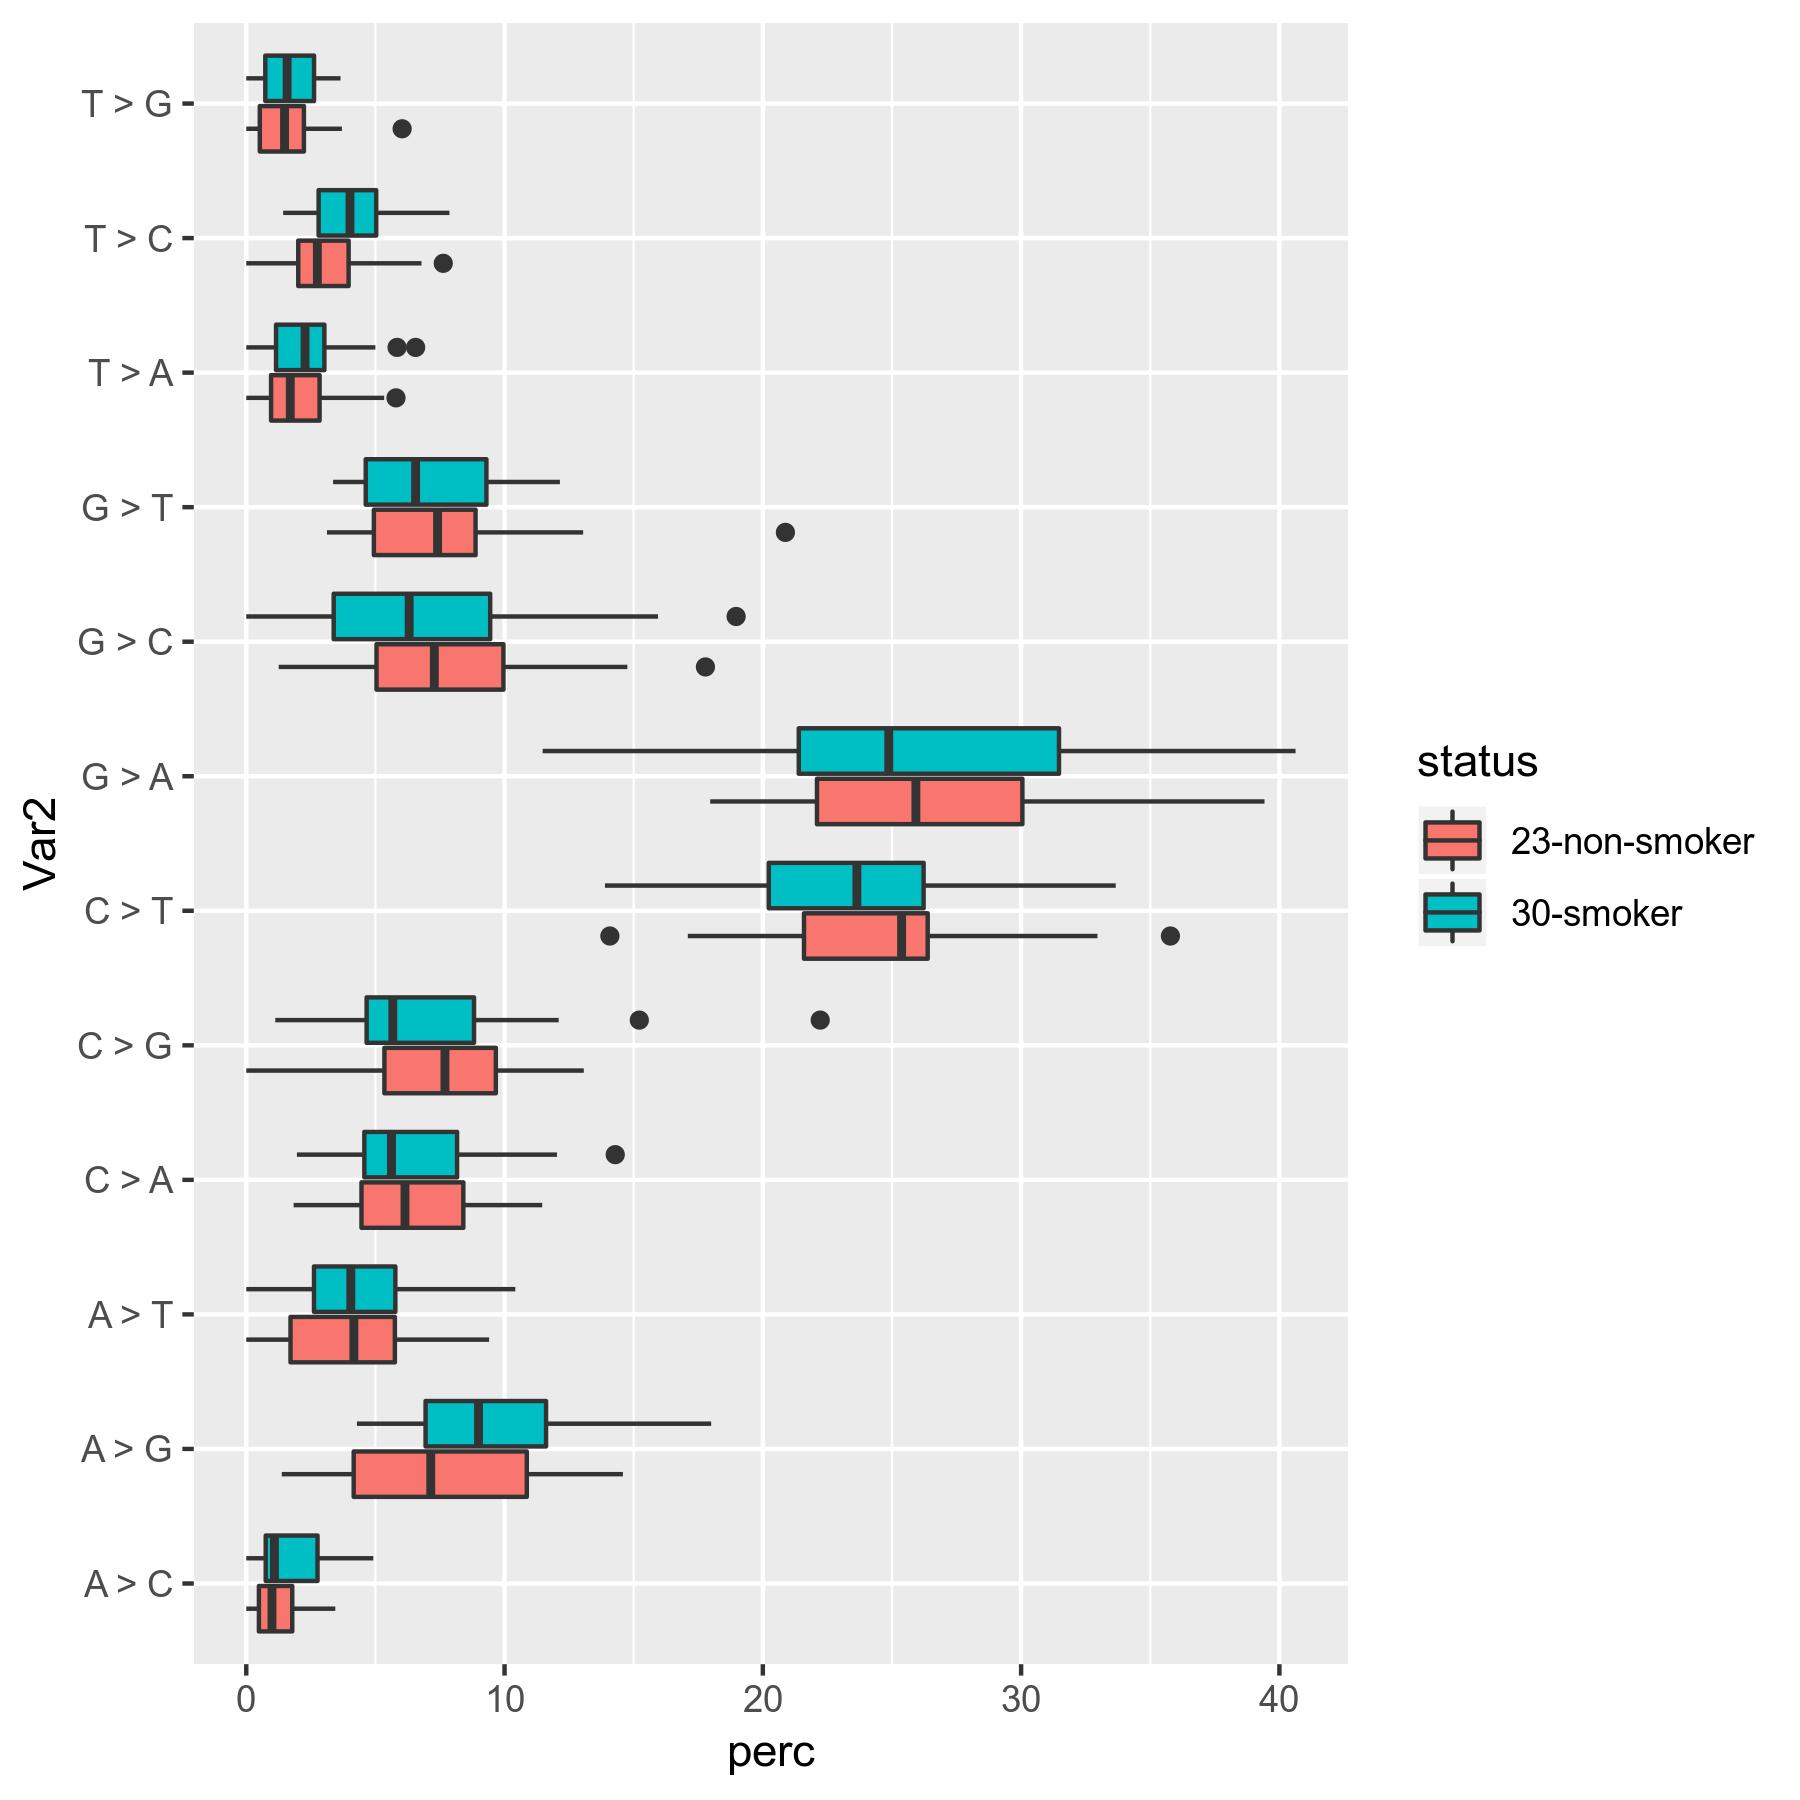 T > G
T > C
T > A
G > T
G > C
G > A
C > T
C > G
C > A
A > T
A > G
A > C
Var2
0 10 20 30 40
perc
status
23-non-smoker
30-smoker